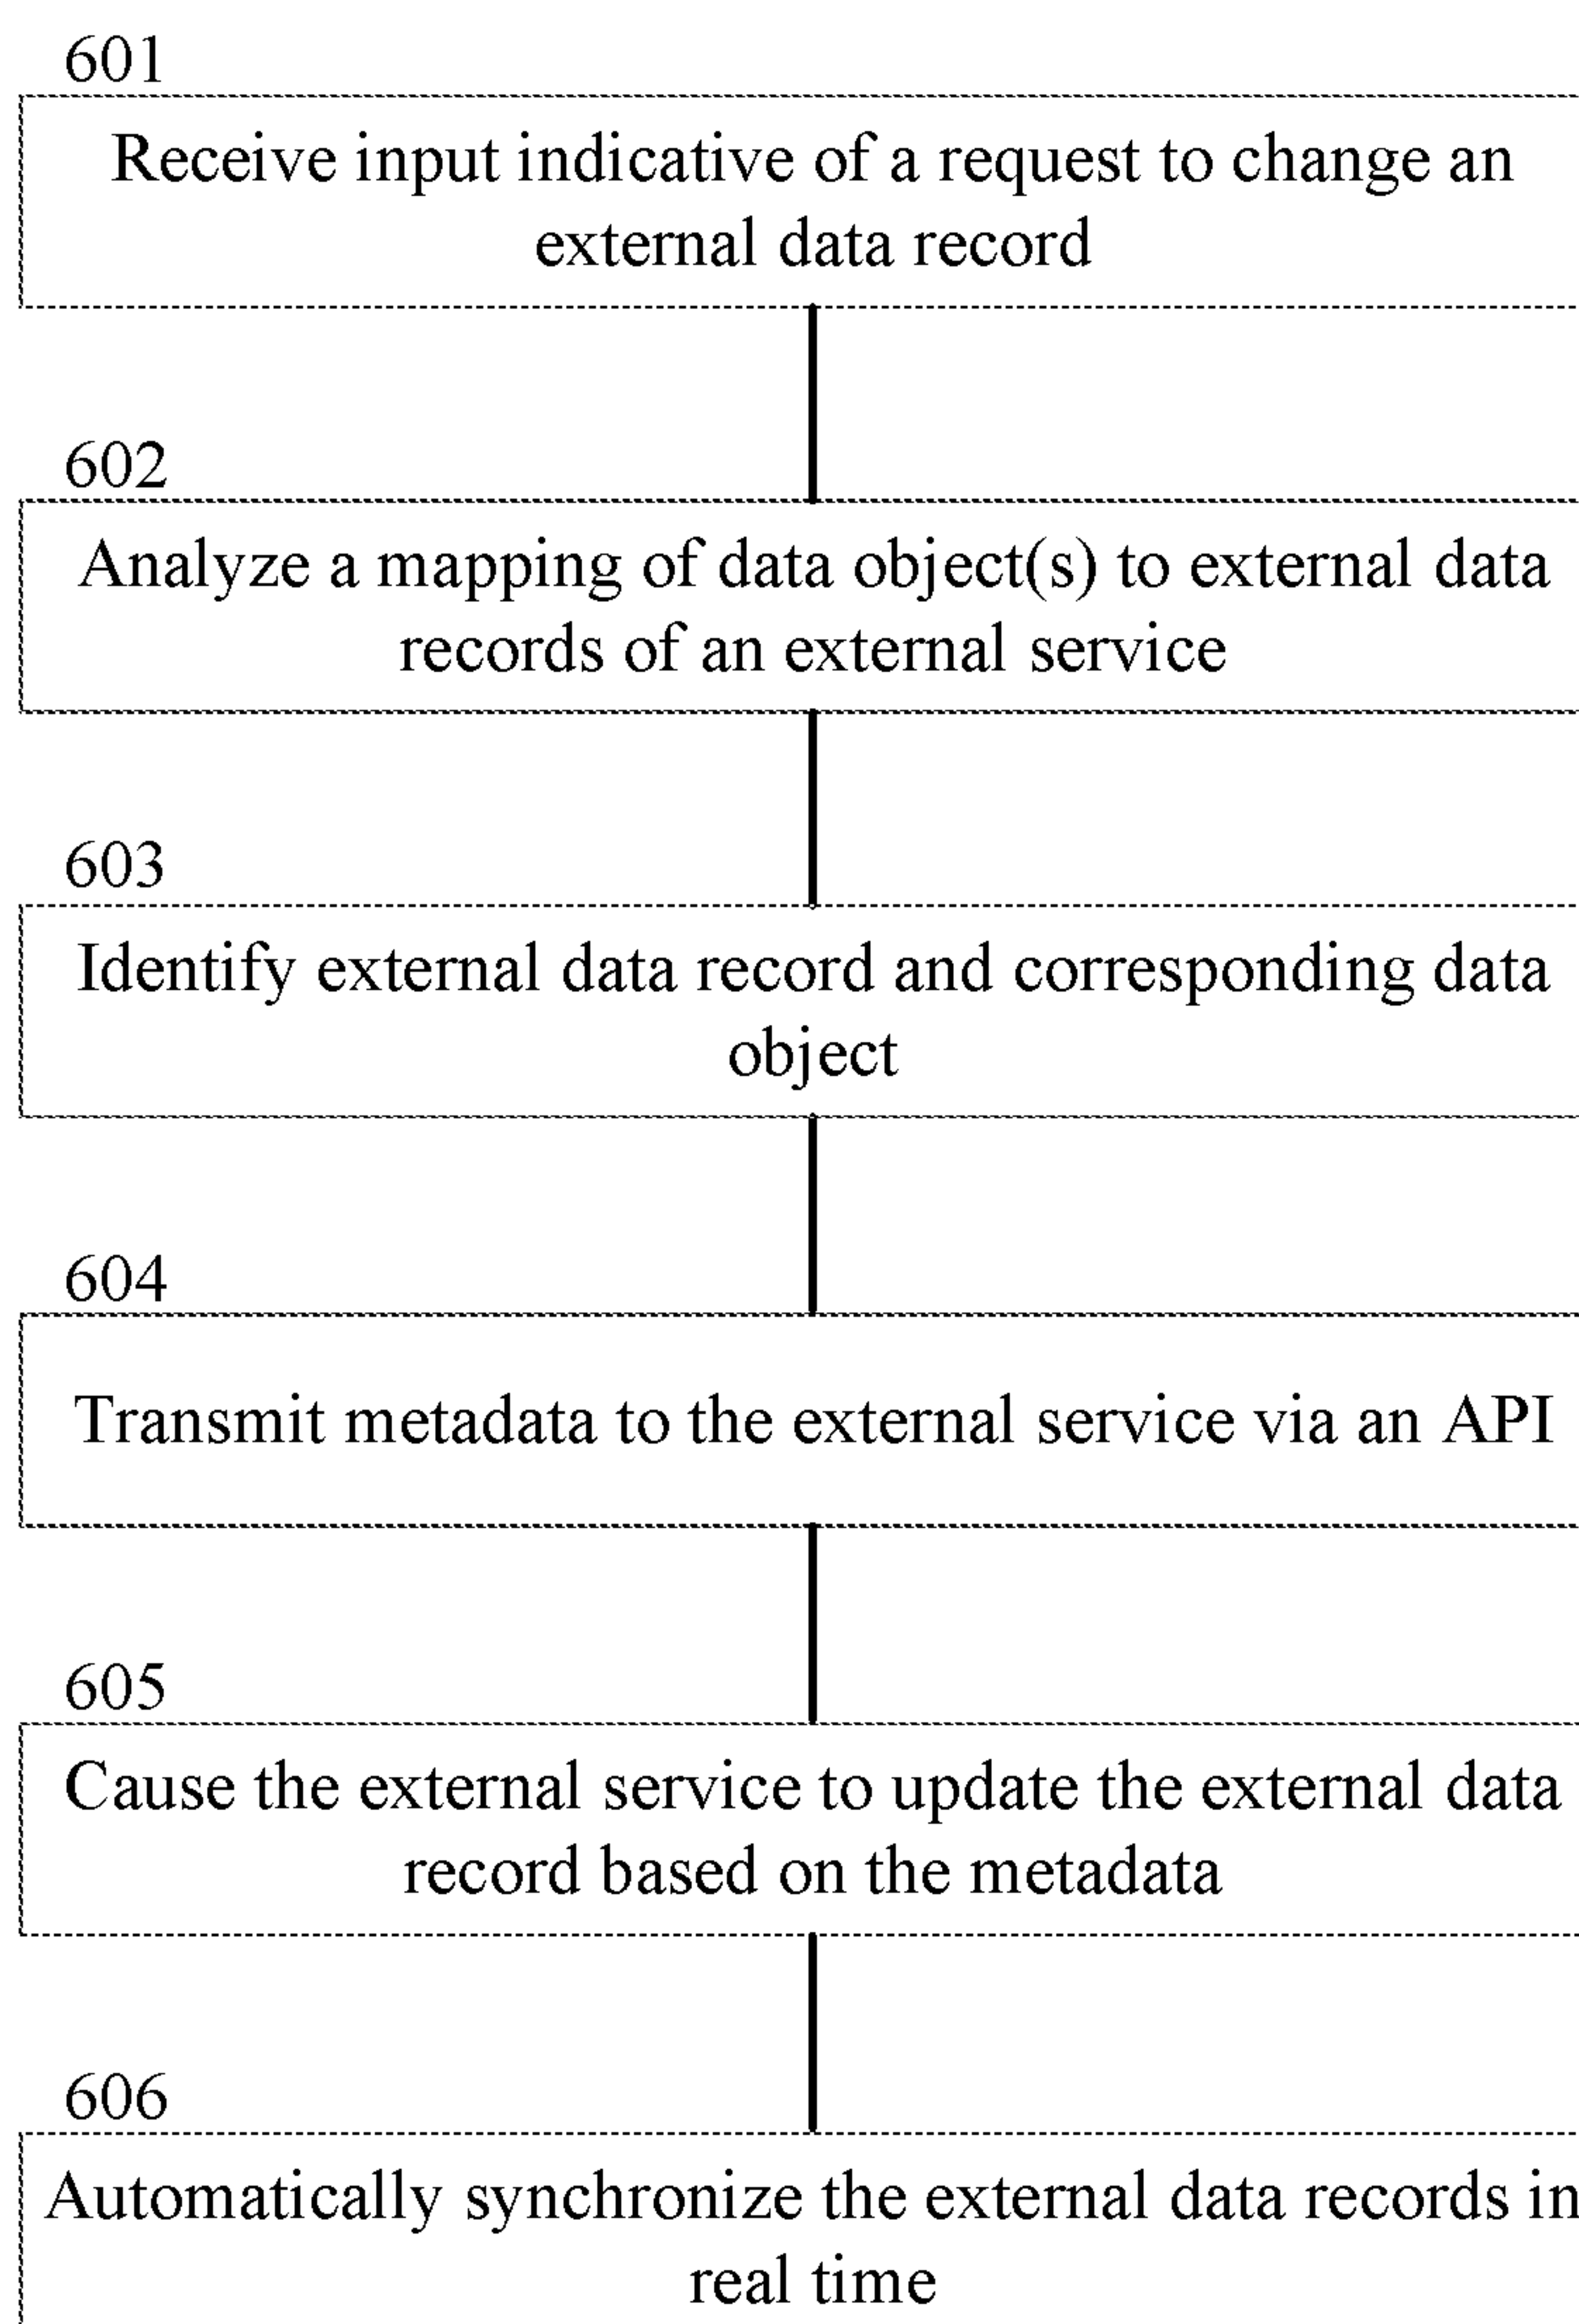 601
Receive input indicative of a request to change an
external data record
602
Analyze a mapping of data object(s) to external data
records of an external service
603
Identify external data record and corresponding data
object
604
Transmit metadata to the external service via an API
605
Cause the external service to update the external data
record based on the metadata
606
Automatically synchronize the external data records in
real time